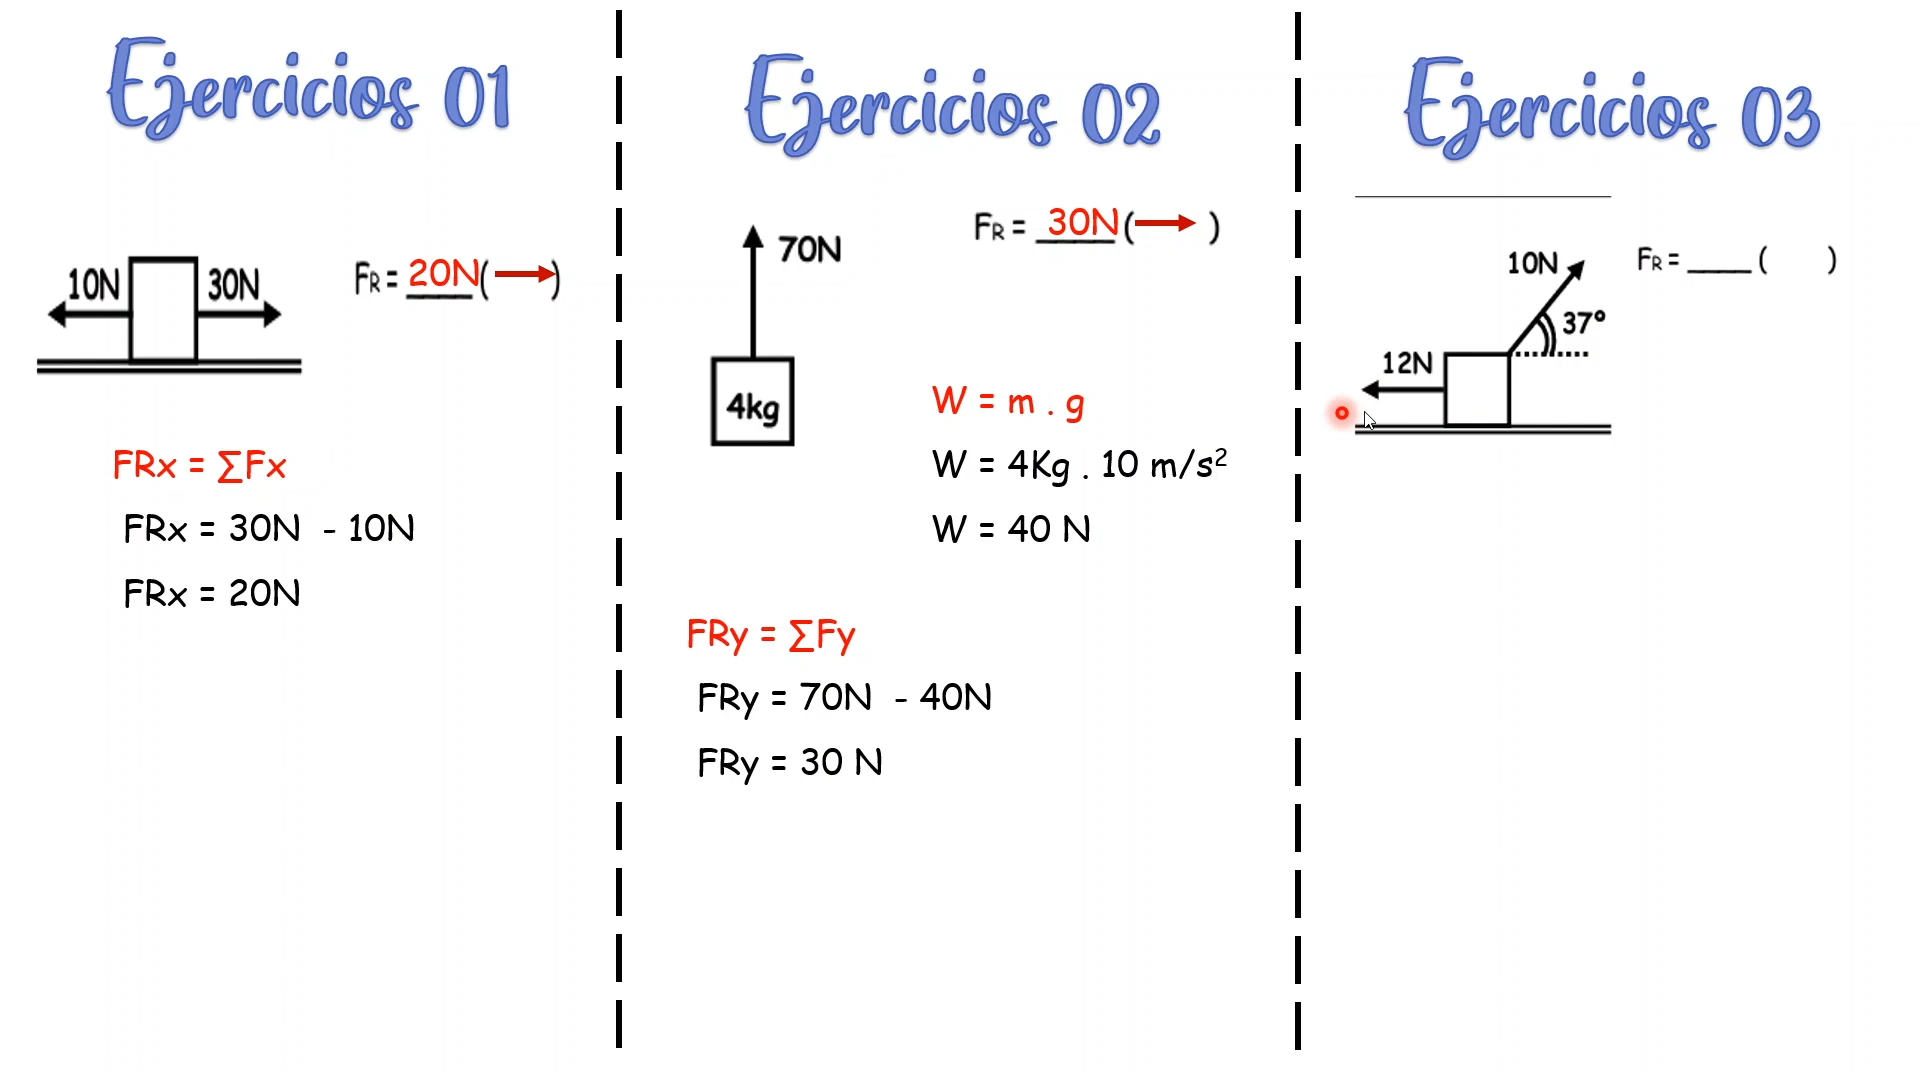 Ejercicios 01
10N
30N
FR = 20N( )
FRx = ∑Fx
FRx = 30N - 10N
FRx = 20N
Ejercicios 02
70N
FR = 30N ( )
4kg
W = m . g
W = 4Kg . 10 m/s²
W = 40 N
FRy = ∑Fy
FRy = 70N - 40N
FRy = 30 N
Ejercicios 03
10N
FR = ____ ( )
37°
12N